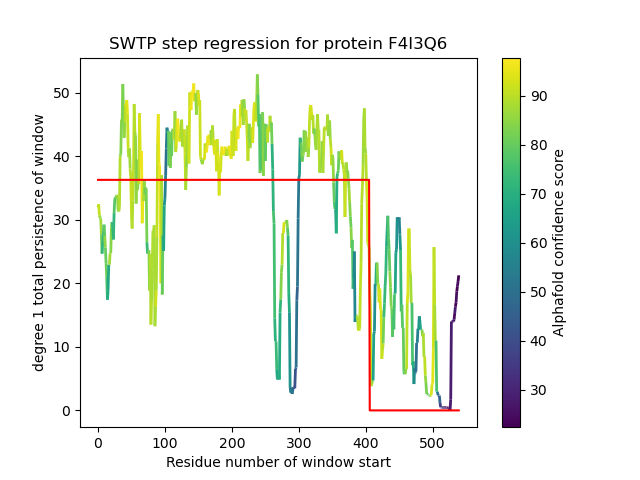 SWTP step regression for protein F4I3Q6
degree 1 total persistence of window
50
40
30
20
10
0
0 100 200 300 400 500
Residue number of window start
90
80
70
60
50
40
30
Alphafold confidence score